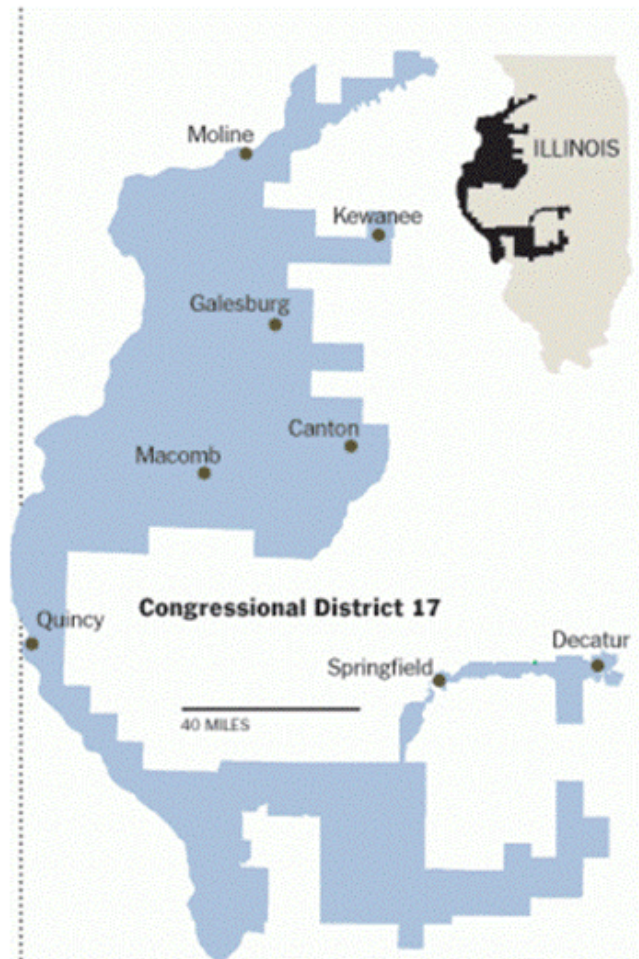 Moline
ILLINOIS
Kewanee
Galesburg
Canton
Macomb
Congressional District 17
Quincy
Decatur
Springfield
40 MILES